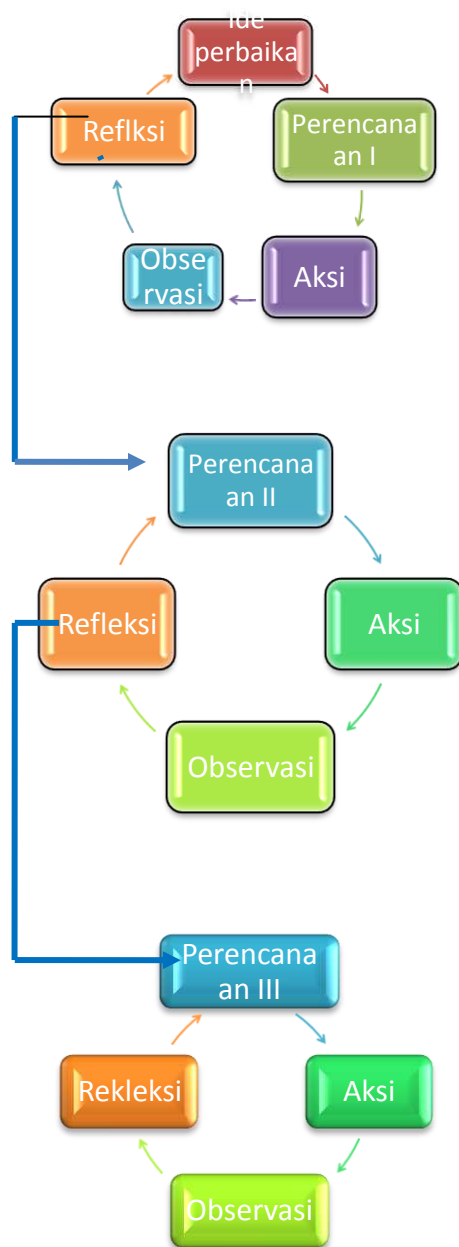 Ide
perbaika
n
Reflksi
Perencana
an I
Obse
rvasi
Aksi
Perencana
an II
Refleksi
Aksi
Observasi
Perencana
an III
Rekleksi
Aksi
Observasi